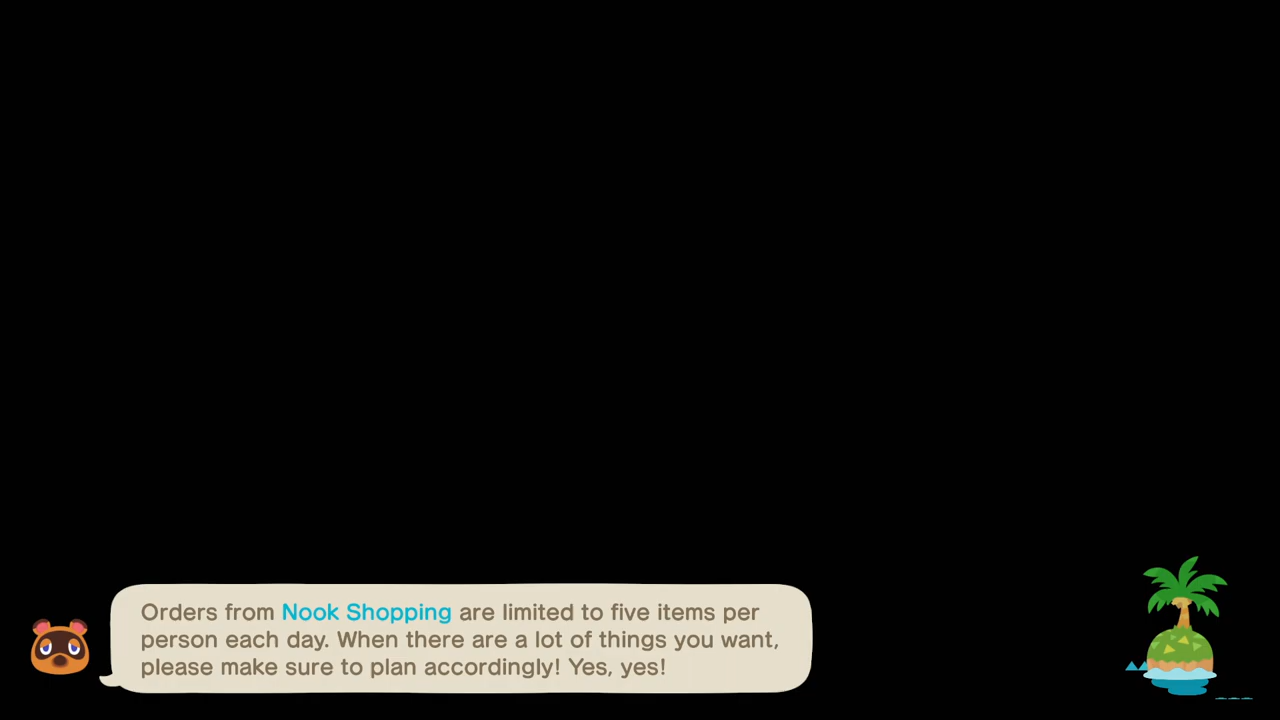 Orders from Nook Shopping are limited to five items per
person each day. When there are a lot of things you want,
please make sure to plan accordingly! Yes, yes!